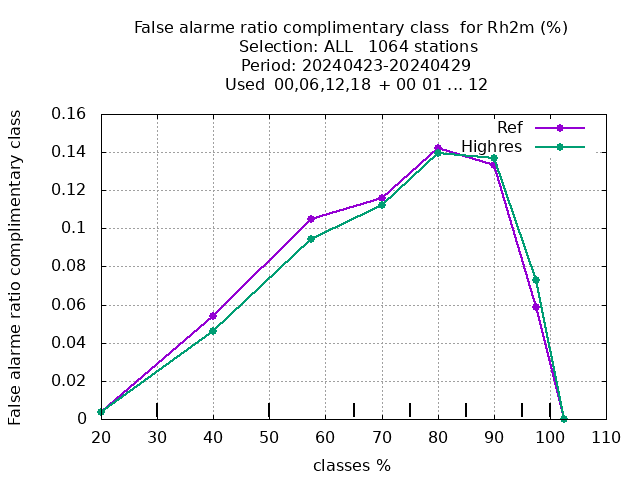 False alarme ratio complimentary class  for Rh2m (%)
Selection: ALL   1064 stations
Period: 20240423-20240429
Used  00,06,12,18  + 00 01 ... 12
False alarme ratio complimentary class
0.16
0.14
0.12
0.1
0.08
0.06
0.04
0.02
0
Ref
Highres
20 30 40 50 60 70 80 90 100 110
classes %